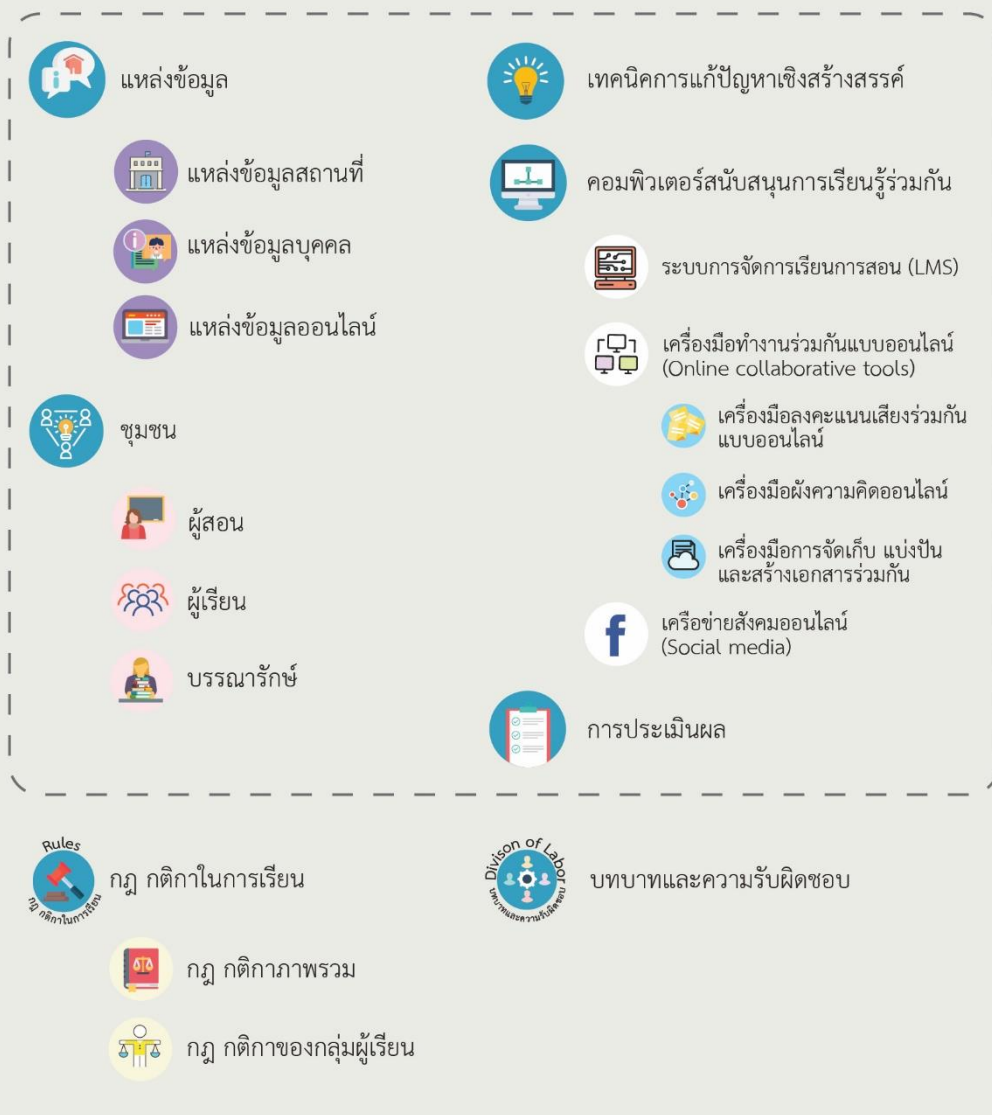 แหล่งข้อมูล
แหล่งข้อมูลสถานที่
แหล่งข้อมูลบุคคล
แหล่งข้อมูลออนไลน์
ชุมชน
ผู้สอน
ผู้เรียน
บรรณารักษ์
เทคนิคการแก้ปัญหาเชิงสร้างสรรค์
คอมพิวเตอร์สนับสนุนการเรียนรู้ร่วมกัน
ระบบการจัดการเรียนการสอน (LMS)
เครื่องมือทำงานร่วมกันแบบออนไลน์
(Online collaborative tools)
เครื่องมือลงคะแนนเสียงร่วมกัน
แบบออนไลน์
เครื่องมือผังความคิดออนไลน์
เครื่องมือการจัดเก็บ แบ่งปัน
และสร้างเอกสารร่วมกัน
f
เครือข่ายสังคมออนไลน์
(Social media)
การประเมินผล
Rules
กฎ กติกาในการเรียน
กฎ กติกาในการเรียน
กฎ กติกาภาพรวม
กฎ กติกาของกลุ่มผู้เรียน
Divison of Labor
บทบาทและความรับผิดชอบ
บทบาทและความรับผิดชอบ